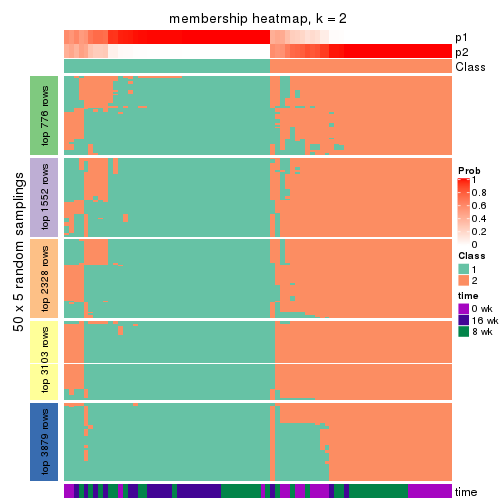 membership heatmap, k = 2
p1
p2
Class
50 x 5 random samplings
top 776 rows
top 1552 rows
top 2328 rows
top 3103 rows
top 3879 rows
Prob
1
0.8
0.6
0.4
0.2
0
Class
1
2
time
0 wk
16 wk
8 wk
time